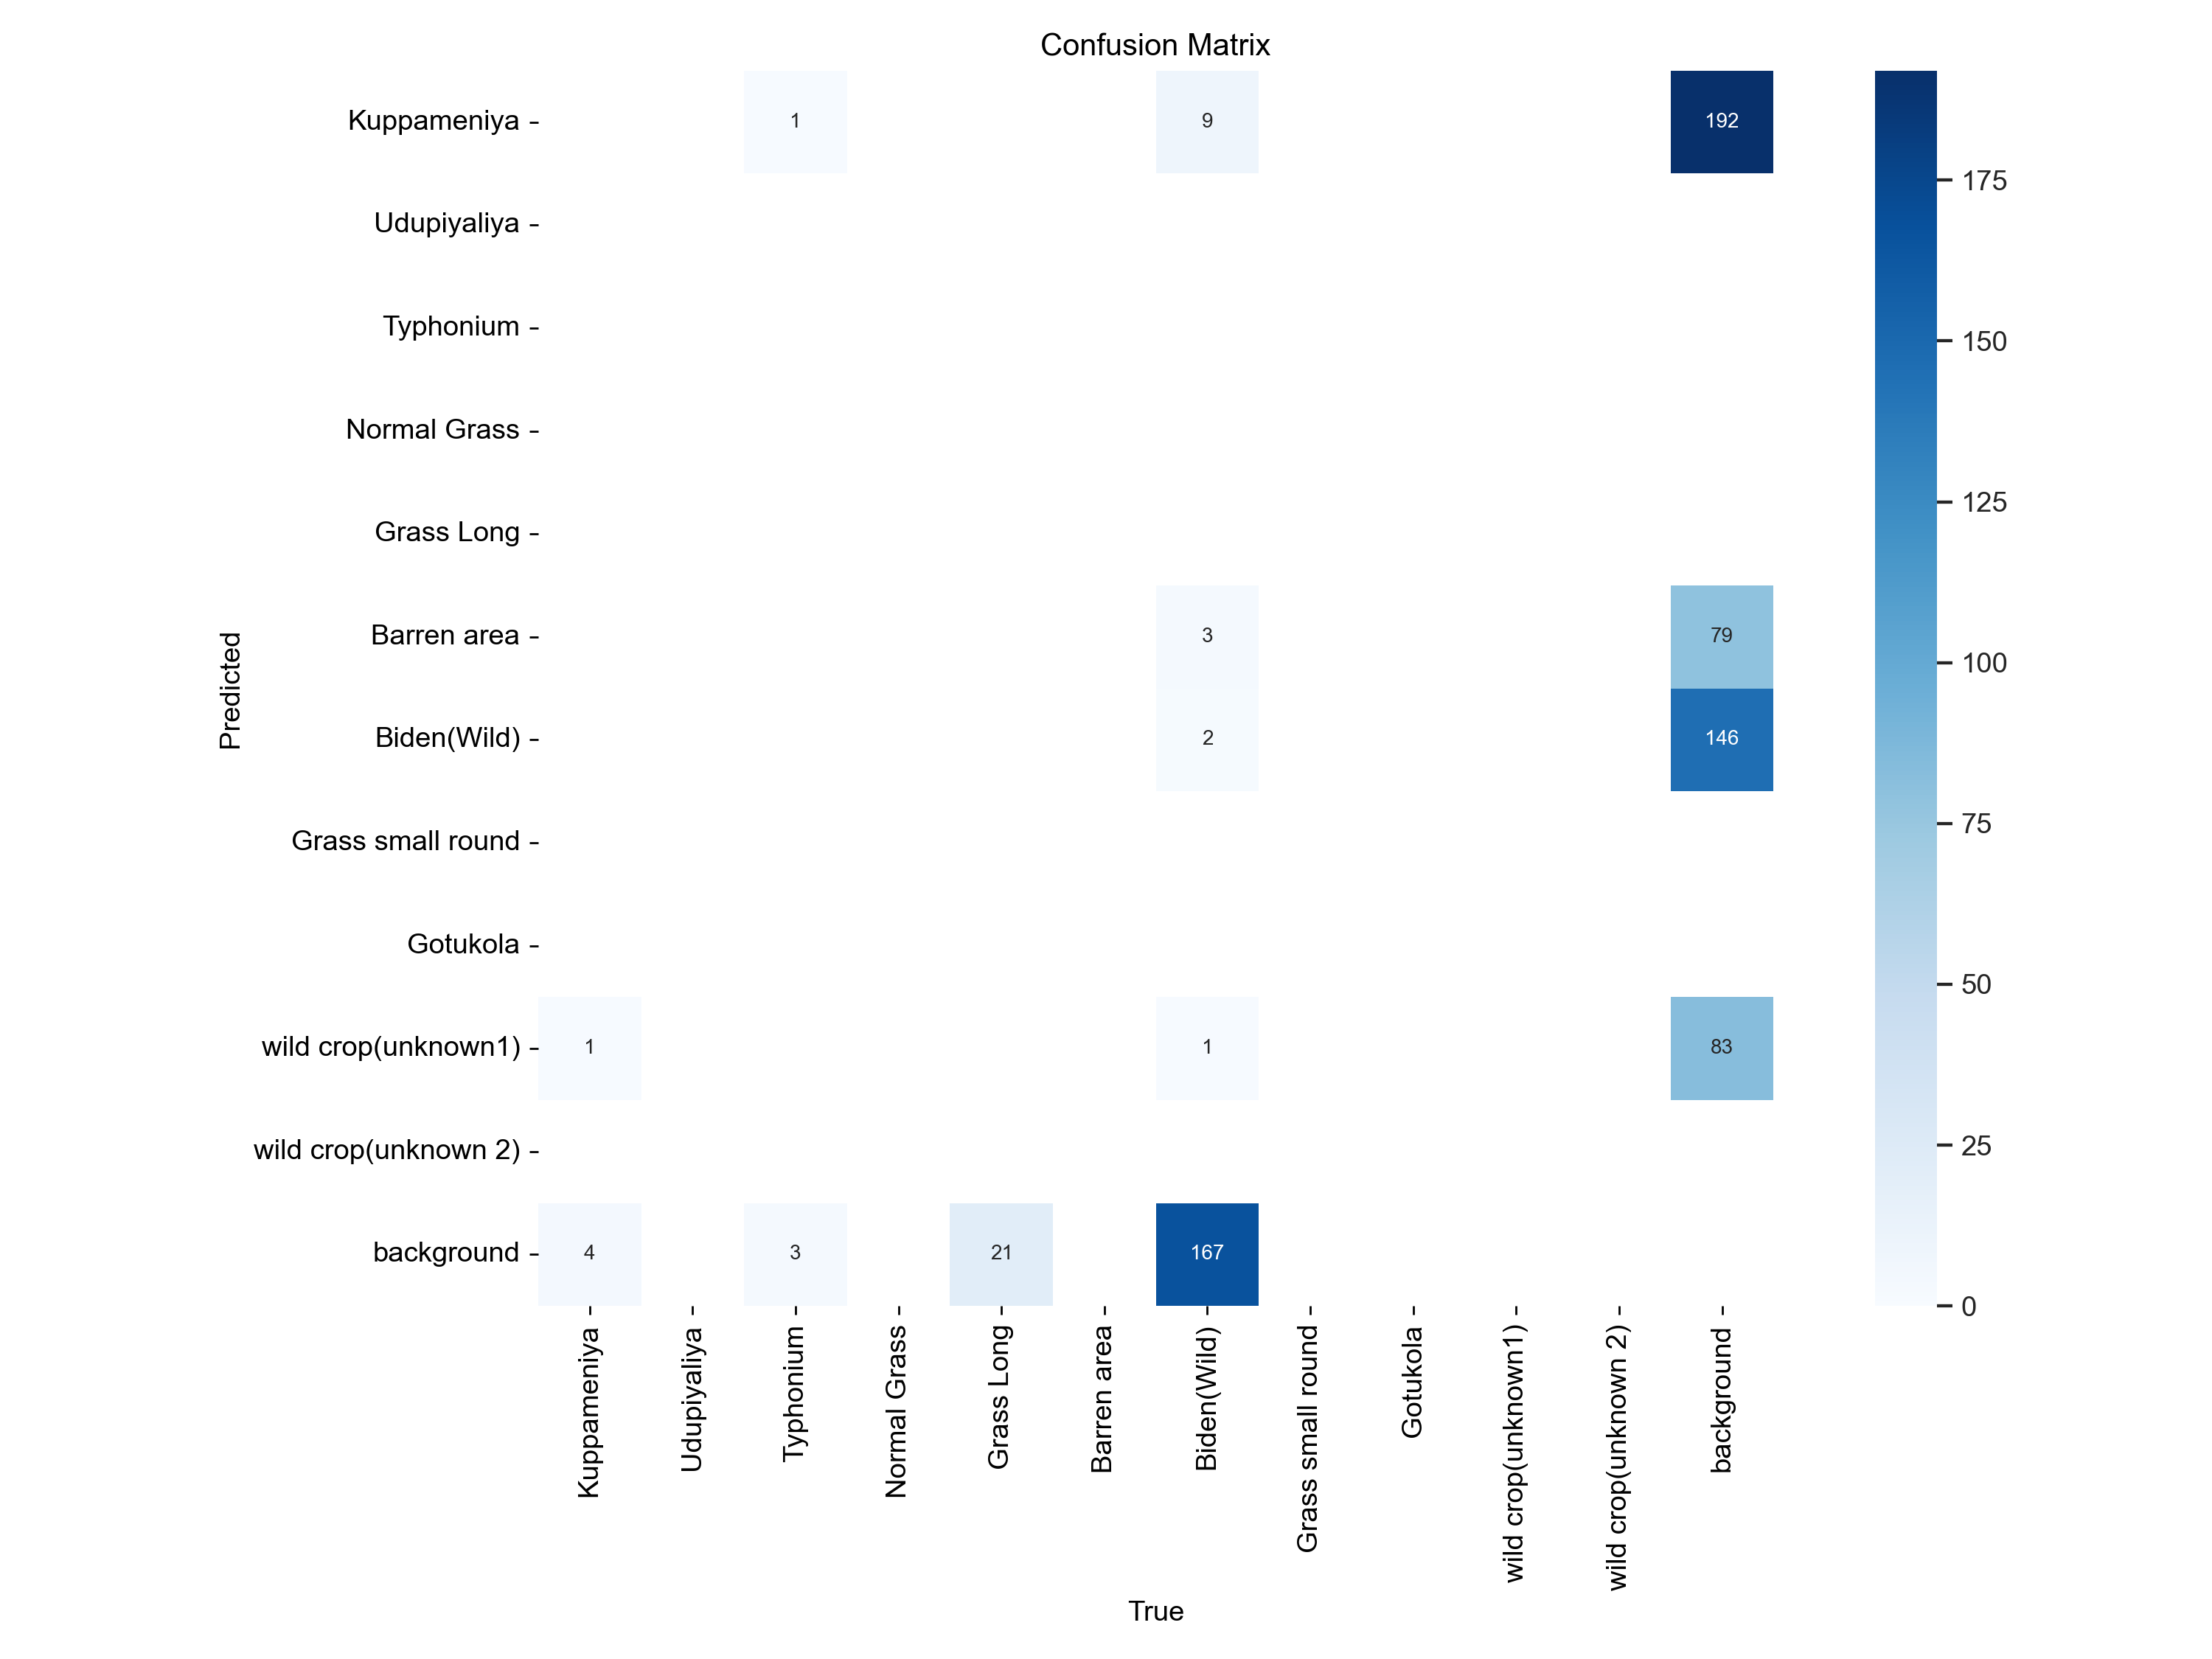 Confusion Matrix
Kuppameniya
1
9
192
Udupiyaliya
Typhonium
Normal Grass
Grass Long
Barren area
3
79
Biden(Wild)
2
146
Grass small round
Gotukola
wild crop(unknown1)
1
1
83
wild crop(unknown 2)
background
4
3
21
167
Predicted
Kuppameniya
Udupiyaliya
Typhonium
Normal Grass
Grass Long
Barren area
Biden(Wild)
Grass small round
Gotukola
wild crop(unknown1)
wild crop(unknown 2)
background
True
175
150
125
100
75
50
25
0